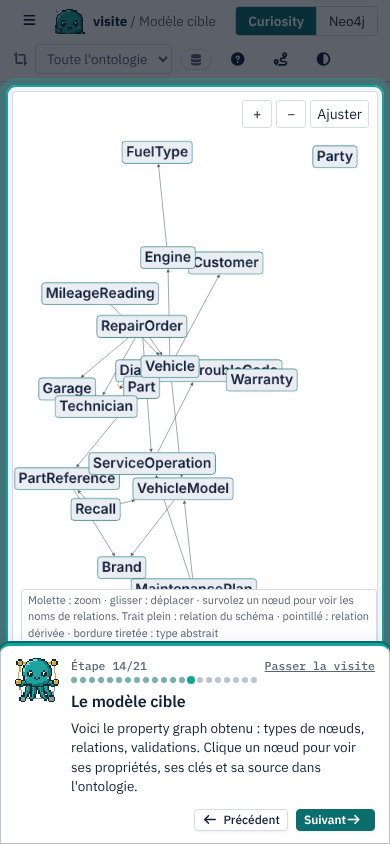 visite / Modèle cible
Curiosity
Neo4j
Toute l'ontologie
+
−
Ajuster
FuelType
Party
Engine
Customer
MileageReading
RepairOrder
Vehicle
Part
Warranty
Garage
Technician
ServiceOperation
PartReference
VehicleModel
Recall
Brand
MaintenancePlan
Molette : zoom · glisser : déplacer · survolez un nœud pour voir les
noms de relations. Trait plein : relation du schéma · pointillé : relation
dérivée · bordure tiretée : type abstrait
Étape 14/21
Passer la visite
Le modèle cible
Voici le property graph obtenu : types de nœuds,
relations, validations. Clique un nœud pour voir
ses propriétés, ses clés et sa source dans
l'ontologie.
← Précédent
Suivant→